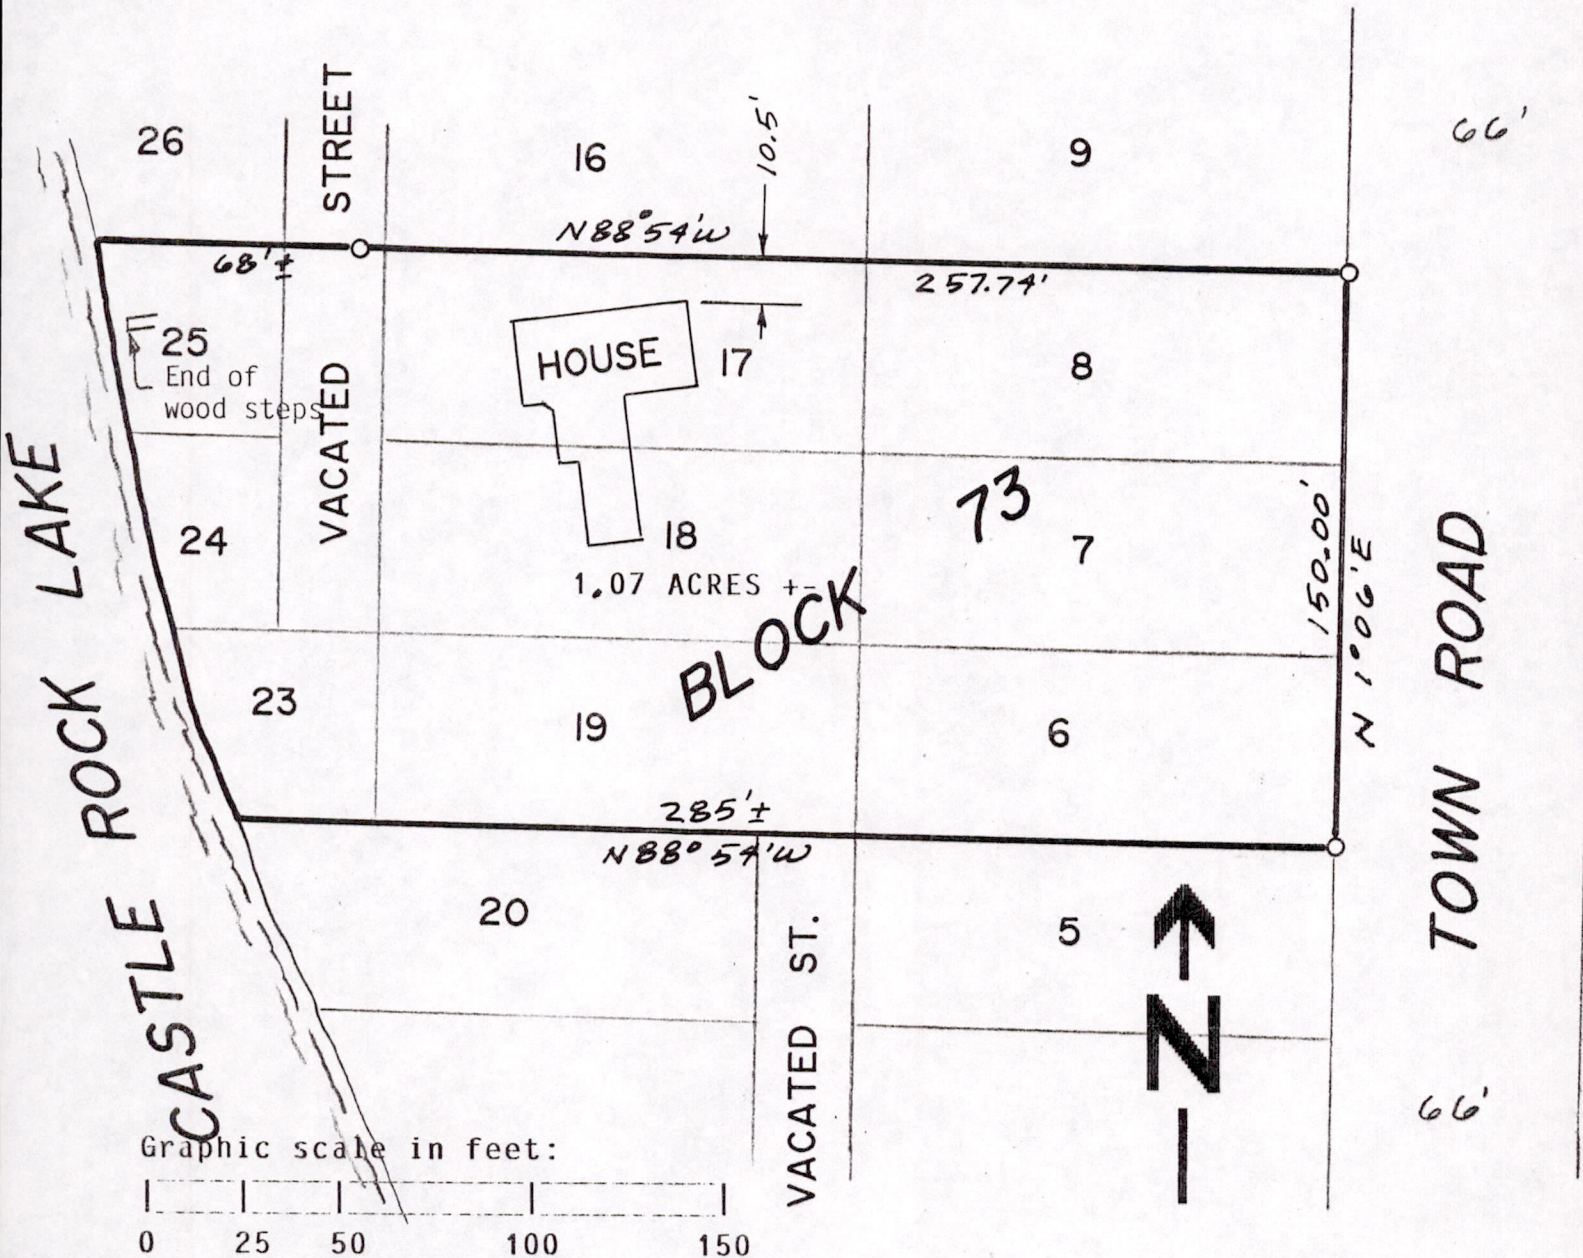 26
STREET
16
10.5'
9
66'
N88°54'W
68'±
257.74'
25
End of
wood steps
VACATED
HOUSE
17
8
CASTLE ROCK LAKE
24
18
1.07 ACRES +-
BLOCK 73
7
150.00'
N 1°06'E
TOWN ROAD
23
19
6
285'±
N88°54'W
20
VACATED ST.
5
N
66'
Graphic scale in feet:
0 25 50 100 150